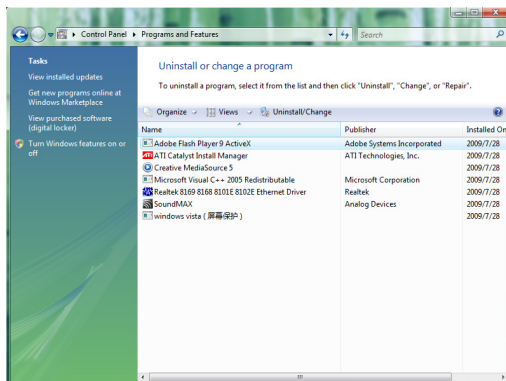 Control Panel ▸ Programs and Features
Search
Tasks
View installed updates
Get new programs online at
Windows Marketplace
View purchased software
(digital locker)
Turn Windows features on or
off
Uninstall or change a program
To uninstall a program, select it from the list and then click "Uninstall", "Change", or "Repair".
Organize Views Uninstall/Change
Name Publisher Installed On
Adobe Flash Player 9 ActiveX Adobe Systems Incorporated 2009/7/28
ATI Catalyst Install Manager ATI Technologies, Inc. 2009/7/28
Creative MediaSource 5 2009/7/28
Microsoft Visual C++ 2005 Redistributable Microsoft Corporation 2009/7/28
Realtek 8169 8168 8101E 8102E Ethernet Driver Realtek 2009/7/28
SoundMAX Analog Devices 2009/7/28
windows vista ( 屏幕保护 ) 2009/7/28